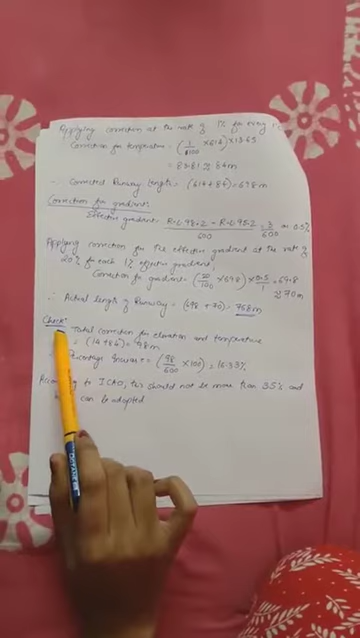 Applying correction at the rate of 1% for every 1°
Correction for temperature = (1/100 × 614) × 13.65
= 83.81 ≈ 84m
∴ Corrected Runway length = (614 + 84) = 698m
Correction for gradient:
Effective gradient = R·L 98.2 - R·L 95.2 / 600 = 3/600 = 0.5%
Applying correction for the effective gradient at the rate of
20% for each 1% effective gradient,
Correction for gradient = (20/100 × 698) × 0.5/1 = 69.8
≈ 70m
∴ Actual length of Runway = (698 + 70) = 768m
Check:
Total correction for elevation and temperature
= (14 + 84) = 98m
Percentage increase = (98/600 × 100) = 16.33%
According to ICAO, this should not be more than 35% and
can be adopted